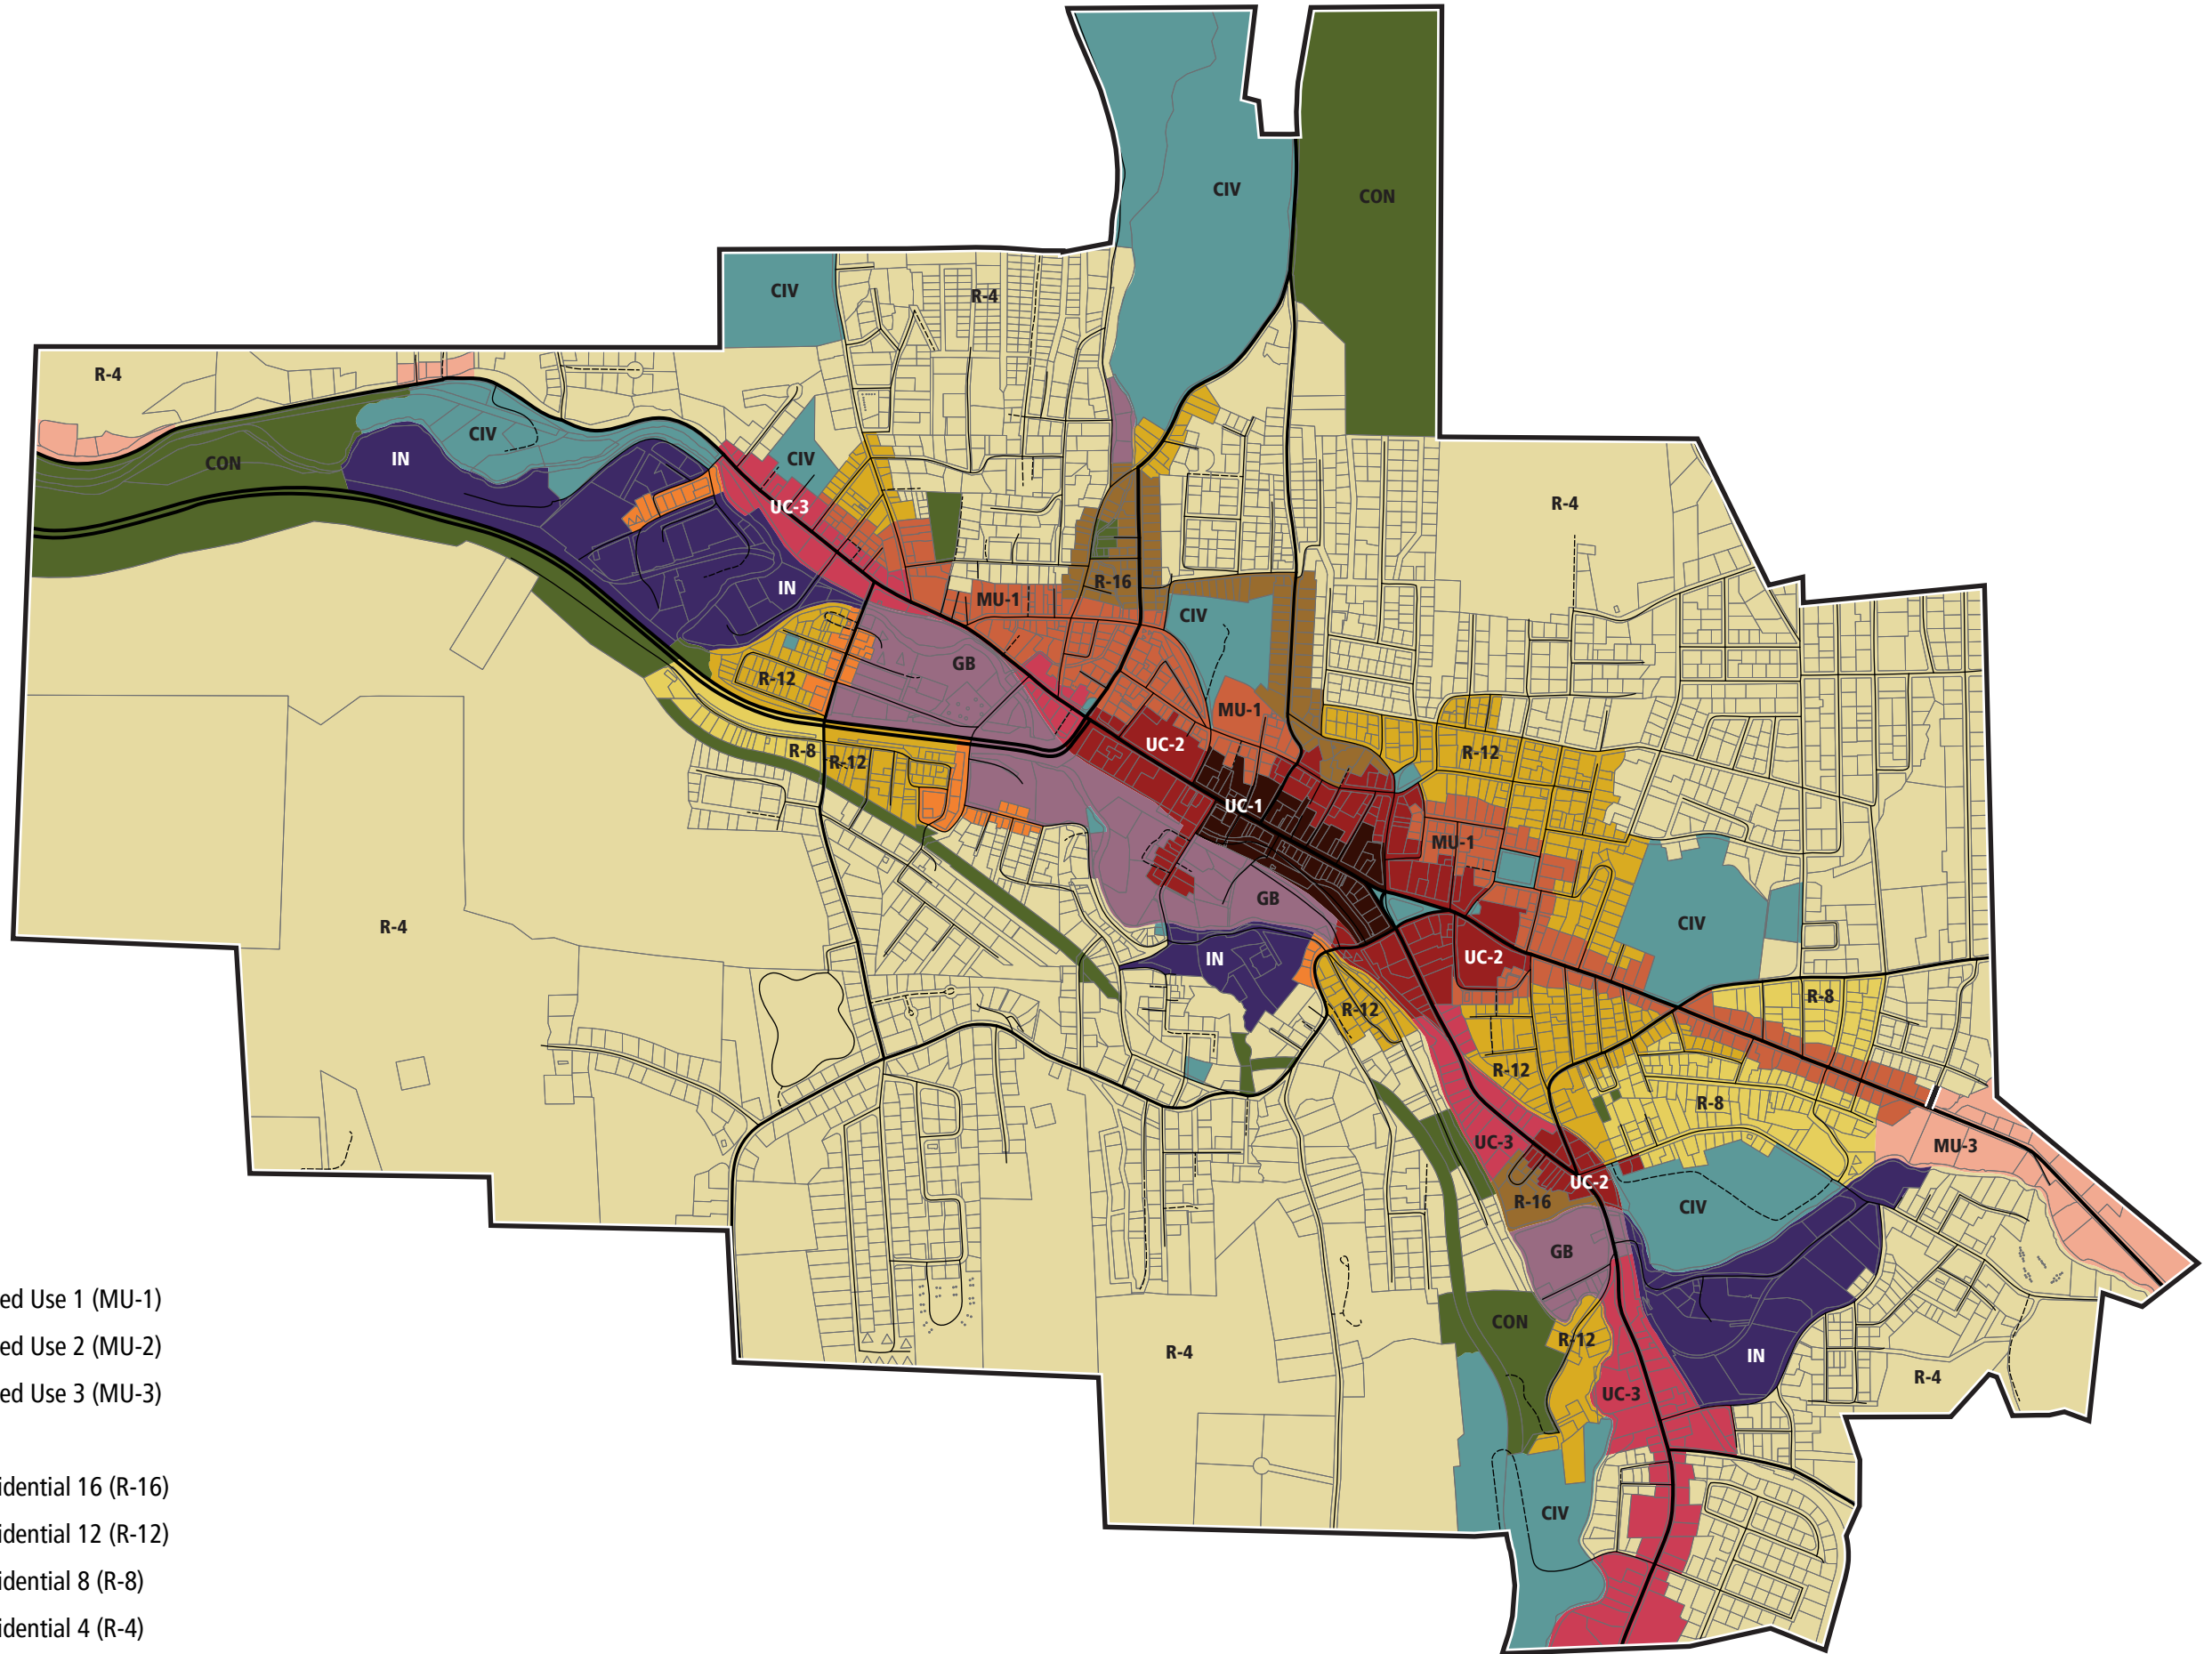 CIV
CON
CIV
R-4
R-4
CIV
CON
IN
CIV
UC-3
R-4
IN
R-16
MU-1
CIV
GB
R-12
MU-1
UC-2
R-8
R-12
R-12
UC-1
MU-1
GB
R-4
CIV
IN
UC-2
R-12
R-8
R-12
R-8
UC-3
MU-3
UC-2
R-16
CIV
GB
CON
R-12
R-4
IN
R-4
UC-3
CIV
ed Use 1 (MU-1)
ed Use 2 (MU-2)
ed Use 3 (MU-3)
idential 16 (R-16)
idential 12 (R-12)
idential 8 (R-8)
idential 4 (R-4)